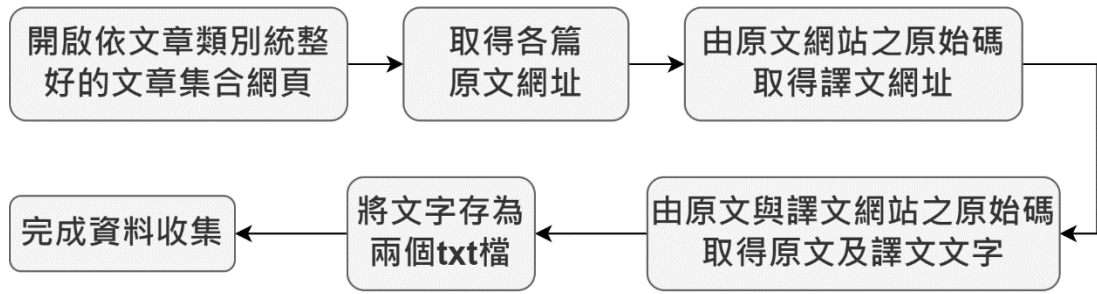 開啟依文章類別統整
好的文章集合網頁
取得各篇
原文網址
由原文網站之原始碼
取得譯文網址
由原文與譯文網站之原始碼
取得原文及譯文文字
將文字存為
兩個txt檔
完成資料收集